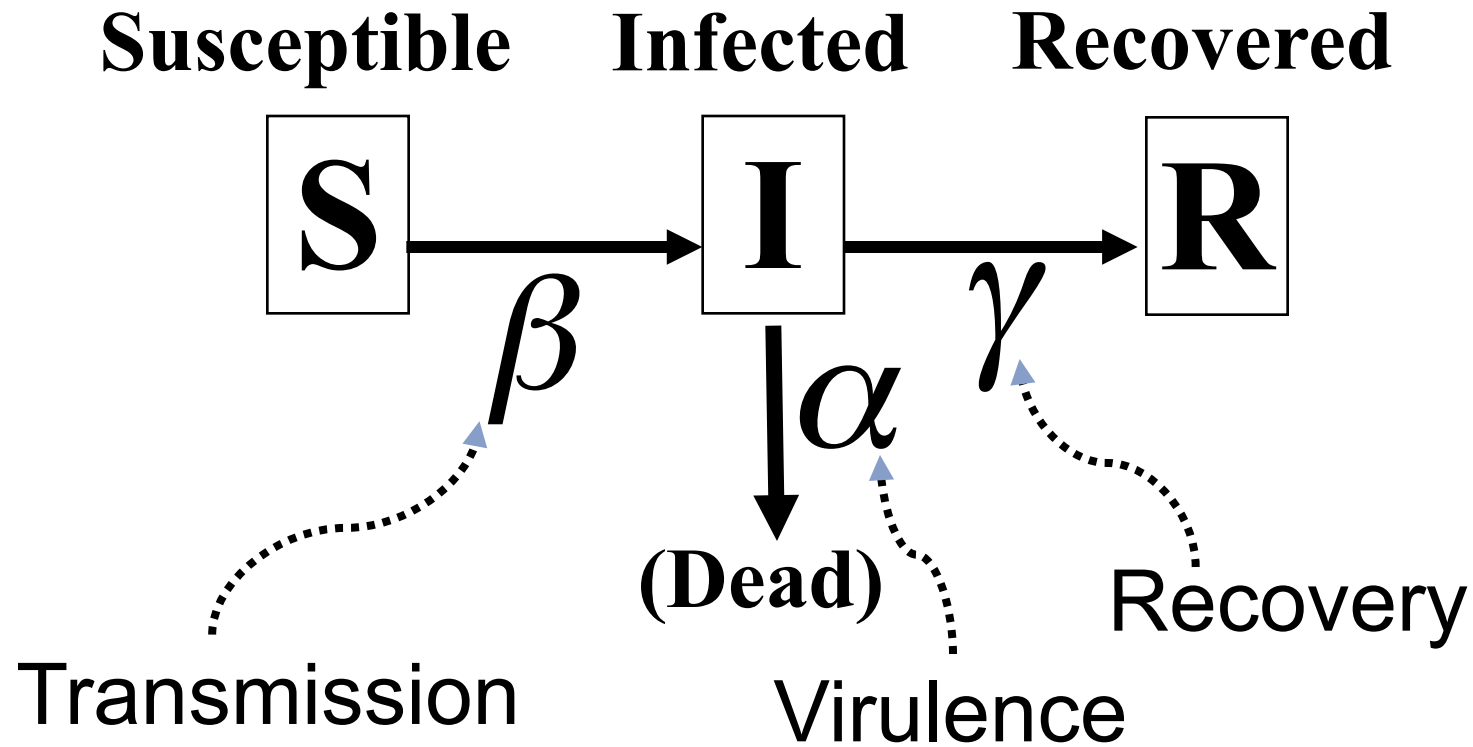 Susceptible Infected Recovered
S I R
β α γ
(Dead)
Recovery
Transmission Virulence